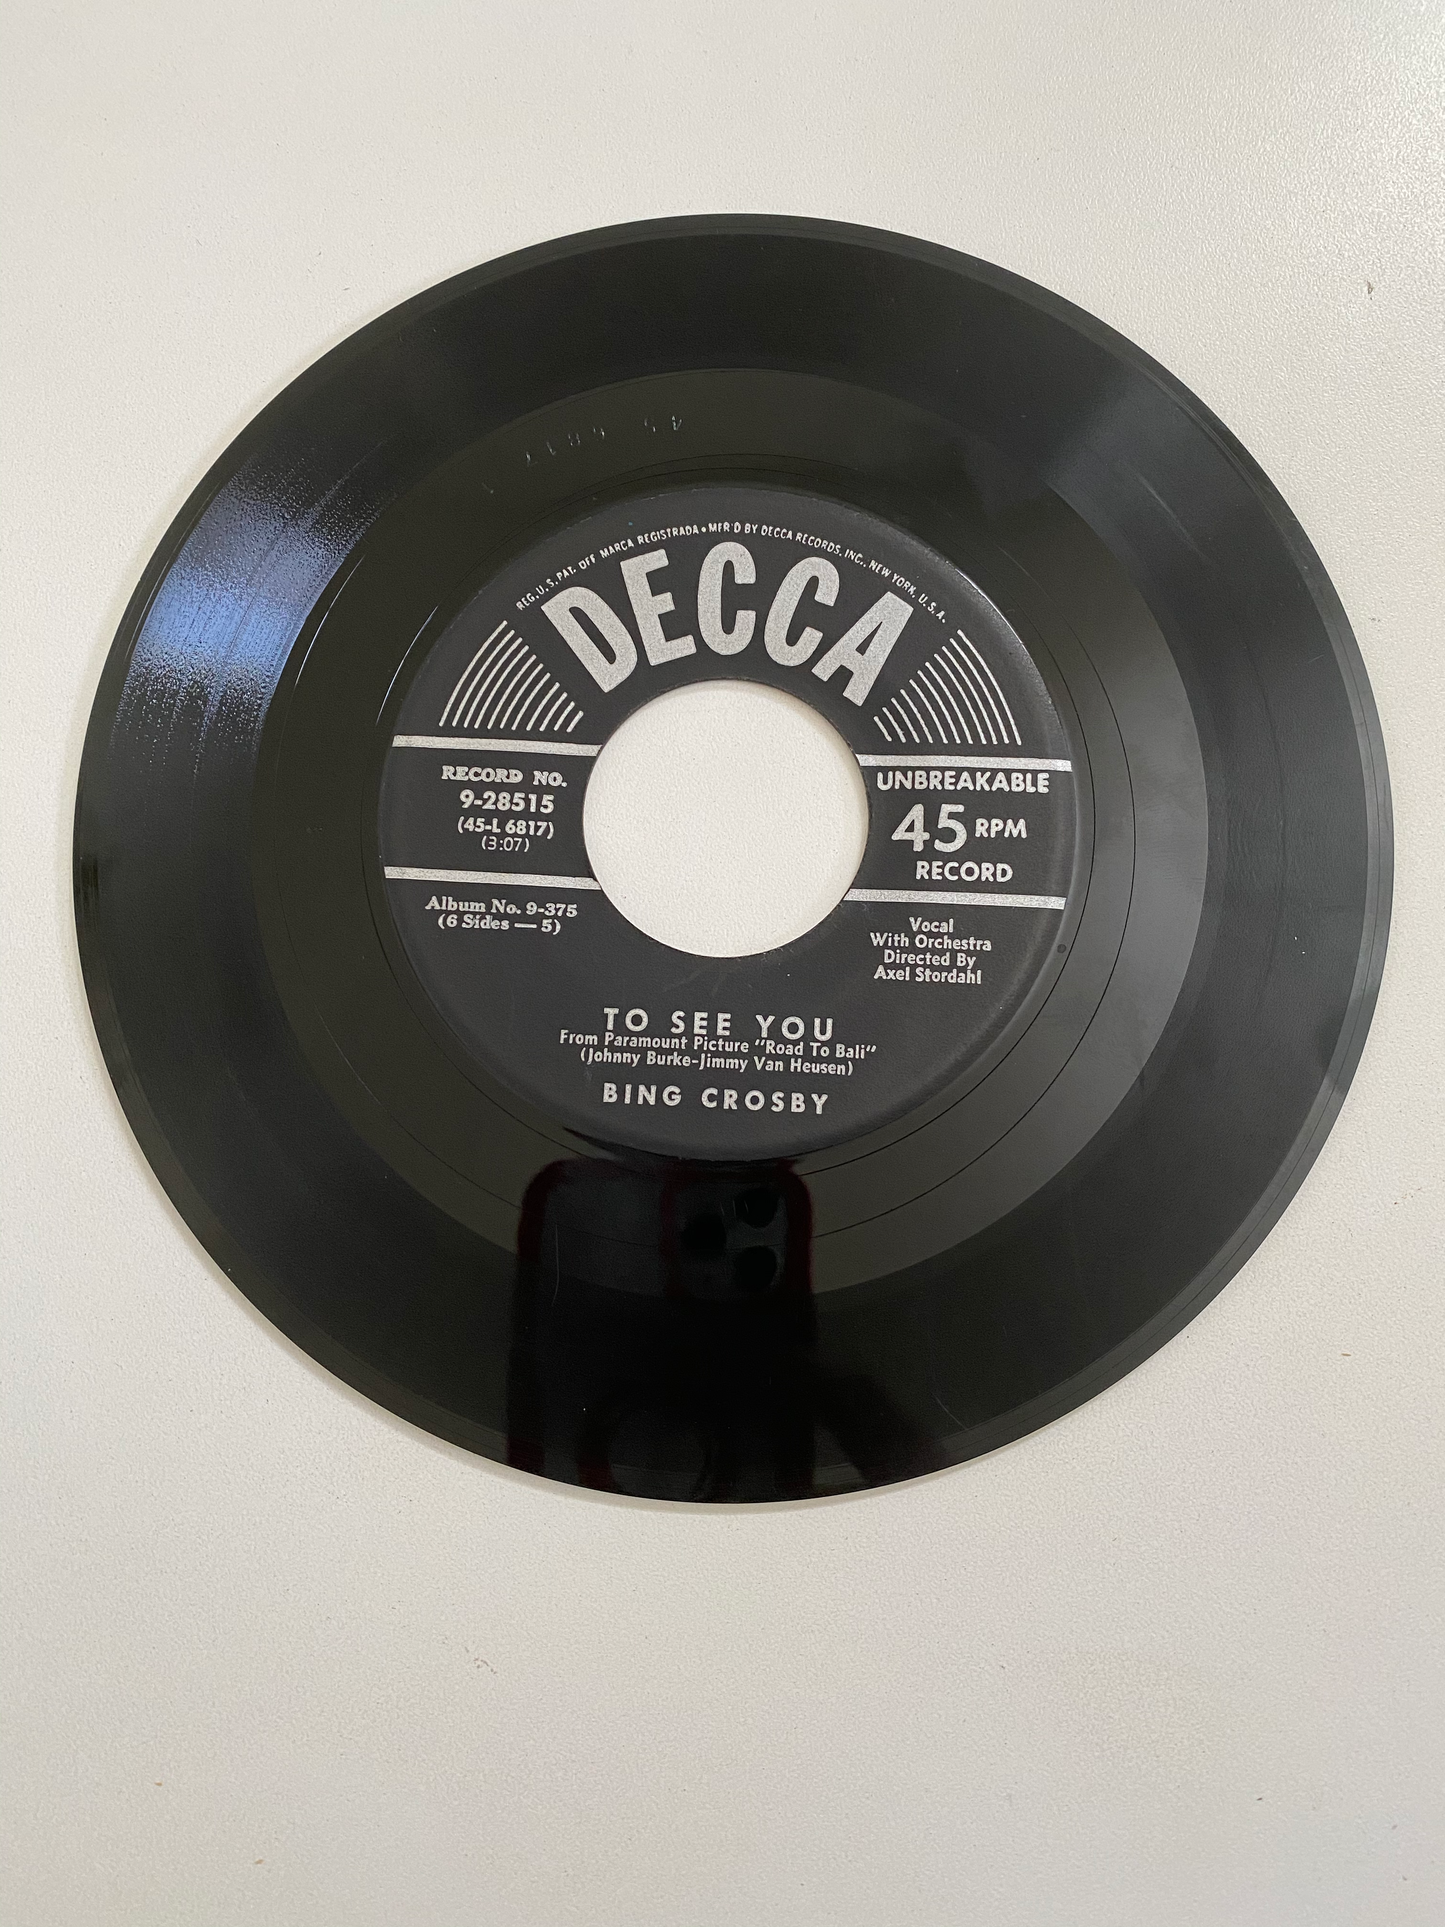 45 6817
REG. U.S. PAT. OFF. MARCA REGISTRADA • MFR'D BY DECCA RECORDS, INC., NEW YORK, U.S.A.
DECCA
RECORD NO.
9-28515
(45-L 6817)
(3:07)
UNBREAKABLE
45 RPM
RECORD
Album No. 9-375
(6 Sides — 5)
Vocal
With Orchestra
Directed By
Axel Stordahl
TO SEE YOU
From Paramount Picture "Road To Bali"
(Johnny Burke-Jimmy Van Heusen)
BING CROSBY